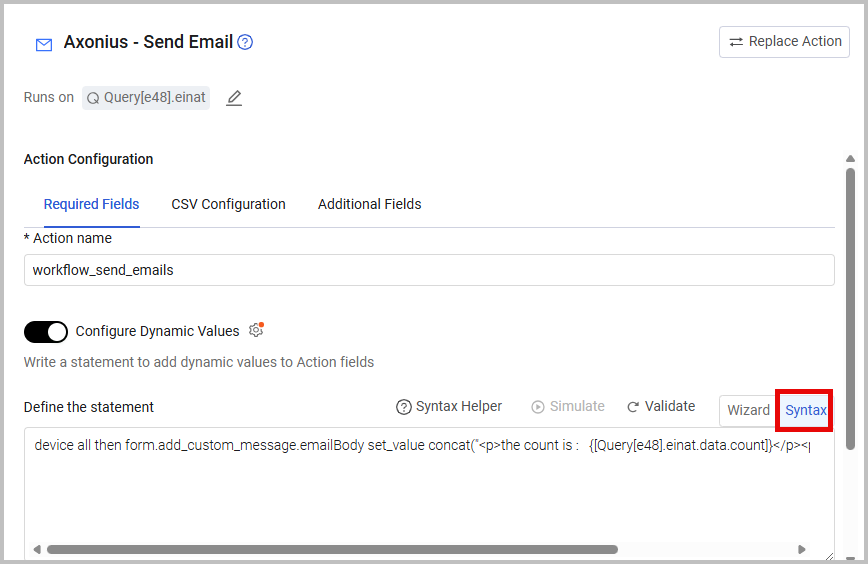 Axonius - Send Email
Replace Action
Runs on Query[e48].einat
Action Configuration
Required Fields CSV Configuration Additional Fields
* Action name
workflow_send_emails
Configure Dynamic Values
Write a statement to add dynamic values to Action fields
Define the statement Syntax Helper Simulate Validate Wizard Syntax
device all then form.add_custom_message.emailBody set_value concat("<p>the count is : {[Query[e48].einat.data.count]}</p><p